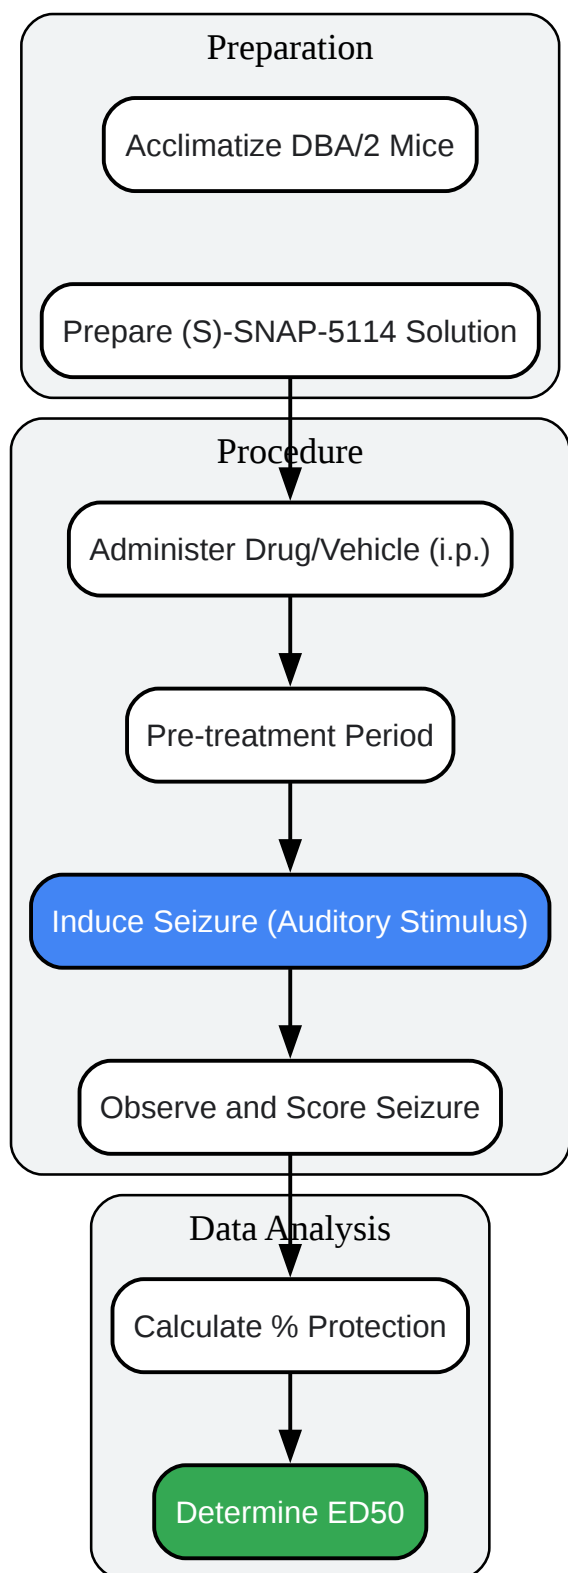 Preparation
Acclimatize DBA/2 Mice
Prepare (S)-SNAP-5114 Solution
Procedure
Administer Drug/Vehicle (i.p.)
Pre-treatment Period
Induce Seizure (Auditory Stimulus)
Observe and Score Seizure
Data Analysis
Calculate % Protection
Determine ED50